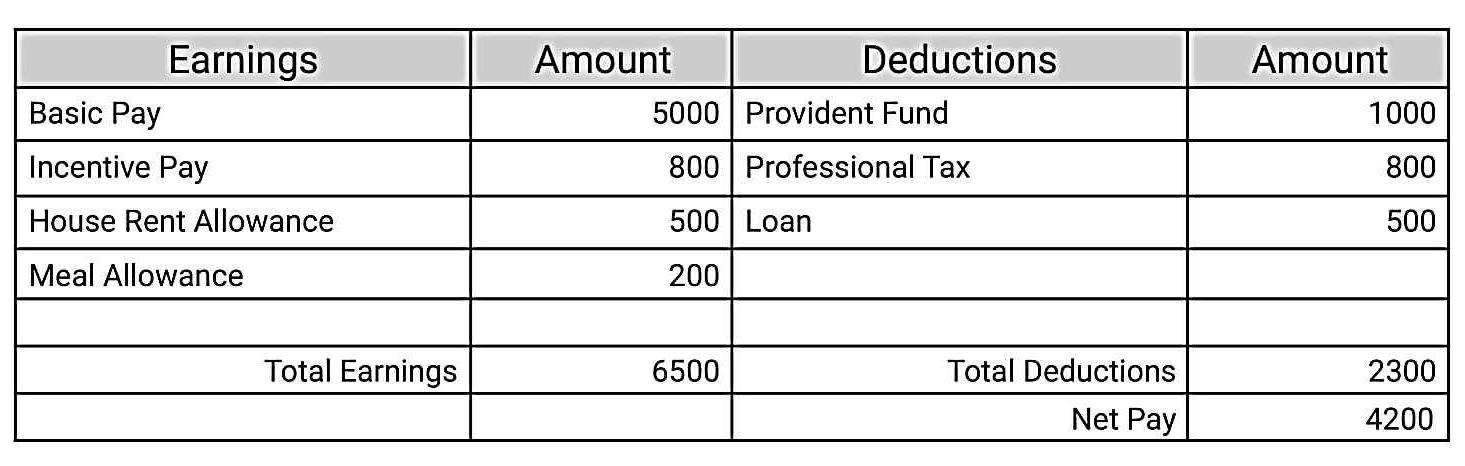 Earnings Amount Deductions Amount
Basic Pay 5000 Provident Fund 1000
Incentive Pay 800 Professional Tax 800
House Rent Allowance 500 Loan 500
Meal Allowance 200
Total Earnings 6500 Total Deductions 2300
Net Pay 4200